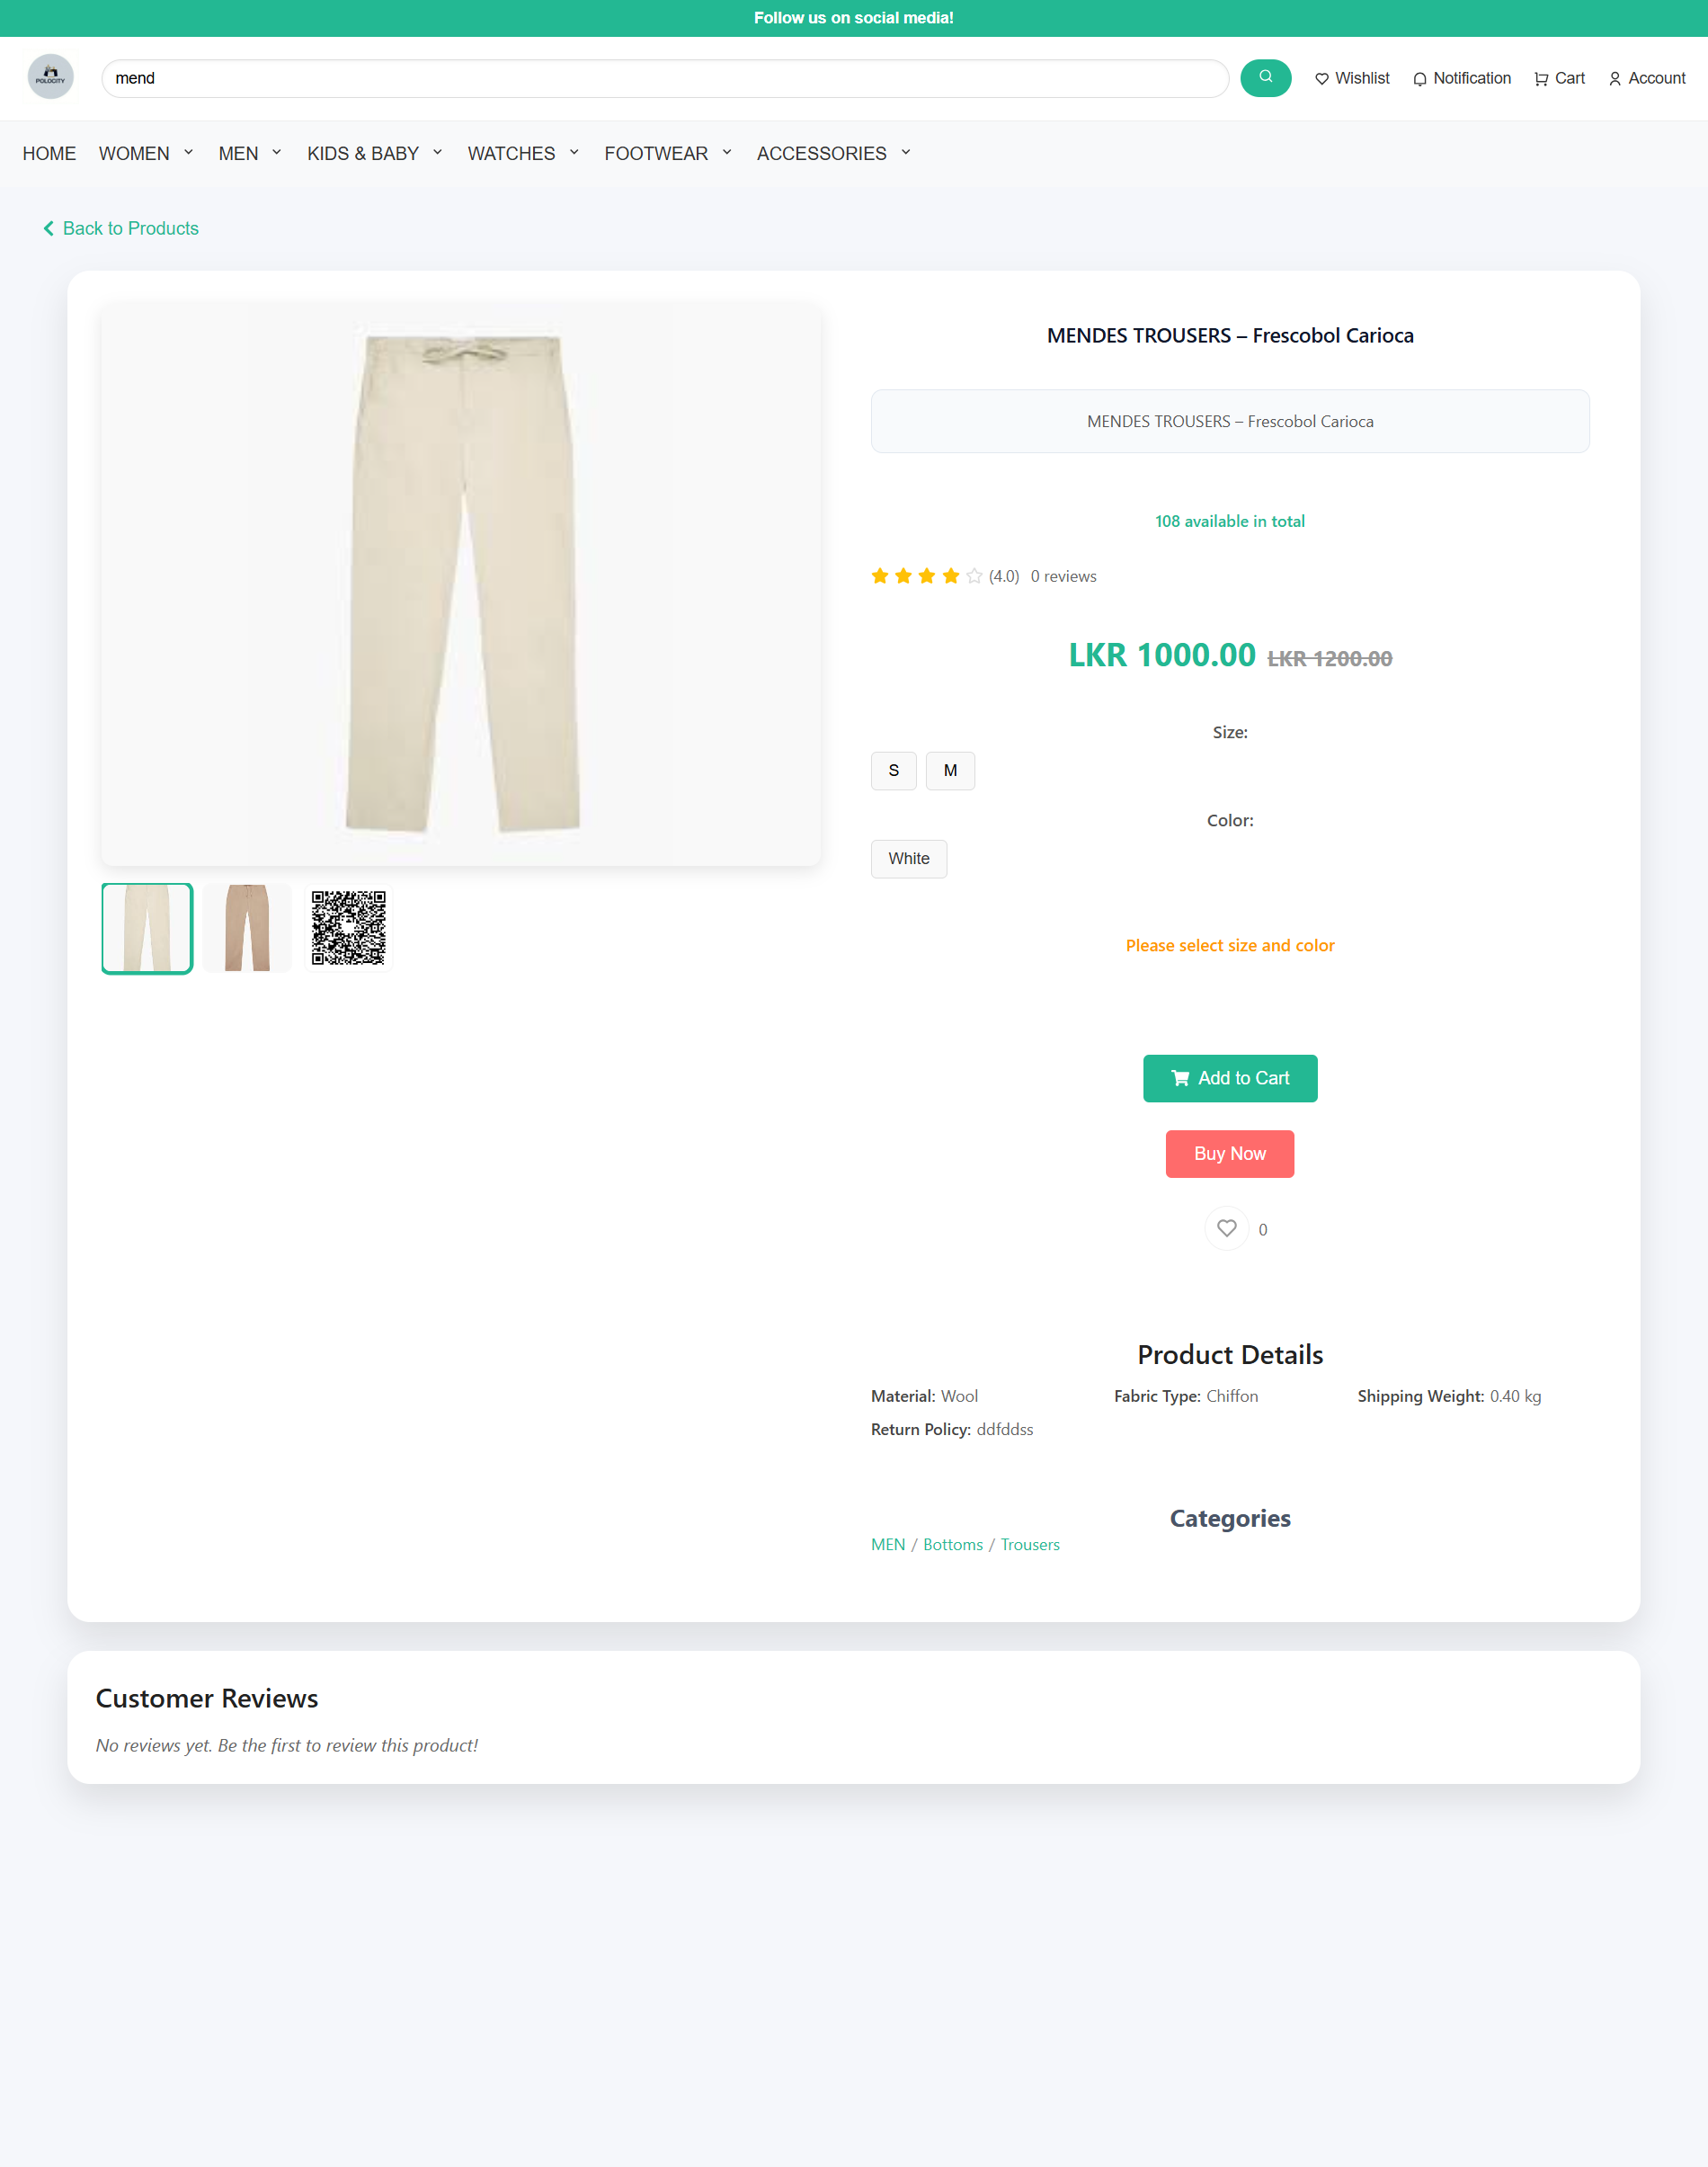 Follow us on social media!
POLOCITY
mend
Wishlist
Notification
Cart
Account
HOME
WOMEN
MEN
KIDS & BABY
WATCHES
FOOTWEAR
ACCESSORIES
Back to Products
MENDES TROUSERS – Frescobol Carioca
MENDES TROUSERS – Frescobol Carioca
108 available in total
(4.0) 0 reviews
LKR 1000.00 LKR 1200.00
Size:
S M
Color:
White
Please select size and color
Add to Cart
Buy Now
0
Product Details
Material: Wool Fabric Type: Chiffon Shipping Weight: 0.40 kg
Return Policy: ddfddss
Categories
MEN / Bottoms / Trousers
Customer Reviews
No reviews yet. Be the first to review this product!